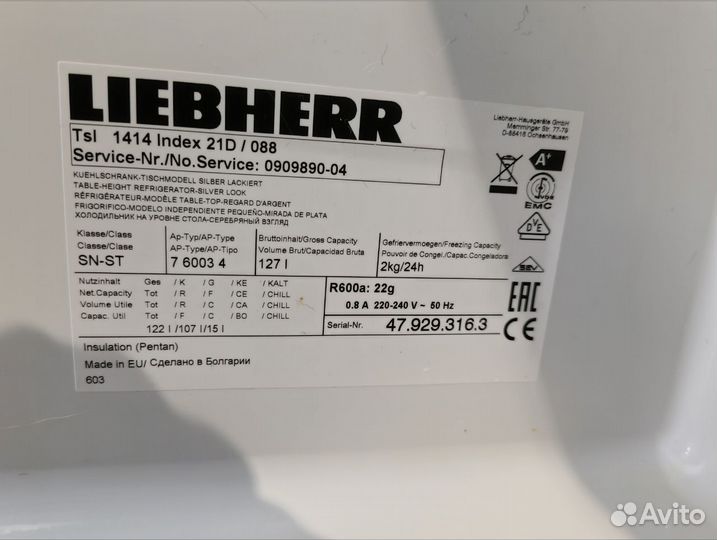 LIEBHERR
Liebherr-Hausgeräte GmbH
Memminger Str. 77-79
D-88416 Ochsenhausen
Tsl 1414 Index 21D / 088
Service-Nr./No.Service: 0909890-04
A+
EMC
KUEHLSCHRANK-TISCHMODELL SILBER LACKIERT
TABLE-HEIGHT REFRIGERATOR-SILVER LOOK
RÉFRIGÉRATEUR-MODÈLE TABLE-TOP-REGARD D'ARGENT
FRIGORIFICO-MODELO INDEPENDIENTE PEQUEÑO-MIRADA DE PLATA
ХОЛОДИЛЬНИК НА УРОВНЕ СТОЛА-СЕРЕБРЯНЫЙ ВЗГЛЯД
Klasse/Class Ap-Typ/AP-Type Bruttoinhalt/Gross Capacity Gefriervermoegen/Freezing Capacity
Classe/Clase AP-Type/AP-Tipo Volume Brut./Capacidad Bruta Pouvoir de Congel./Capac.Congeladora
SN-ST 7 6003 4 127 l 2kg/24h
Nutzinhalt Ges / K / G / KE / KALT
Net.Capacity Tot / R / F / CE / CHILL
Volume Utile Tot / R / C / CA / CHILL
Capac. Util Tot / F / C / BO / CHILL
122 l /107 l/15 l
R600a: 22g
0.8 A 220-240 V ~ 50 Hz
Serial-Nr. 47.929.316.3
DVE
SEV
EAC
CE
Insulation (Pentan)
Made in EU/ Сделано в Болгарии
603
Avito